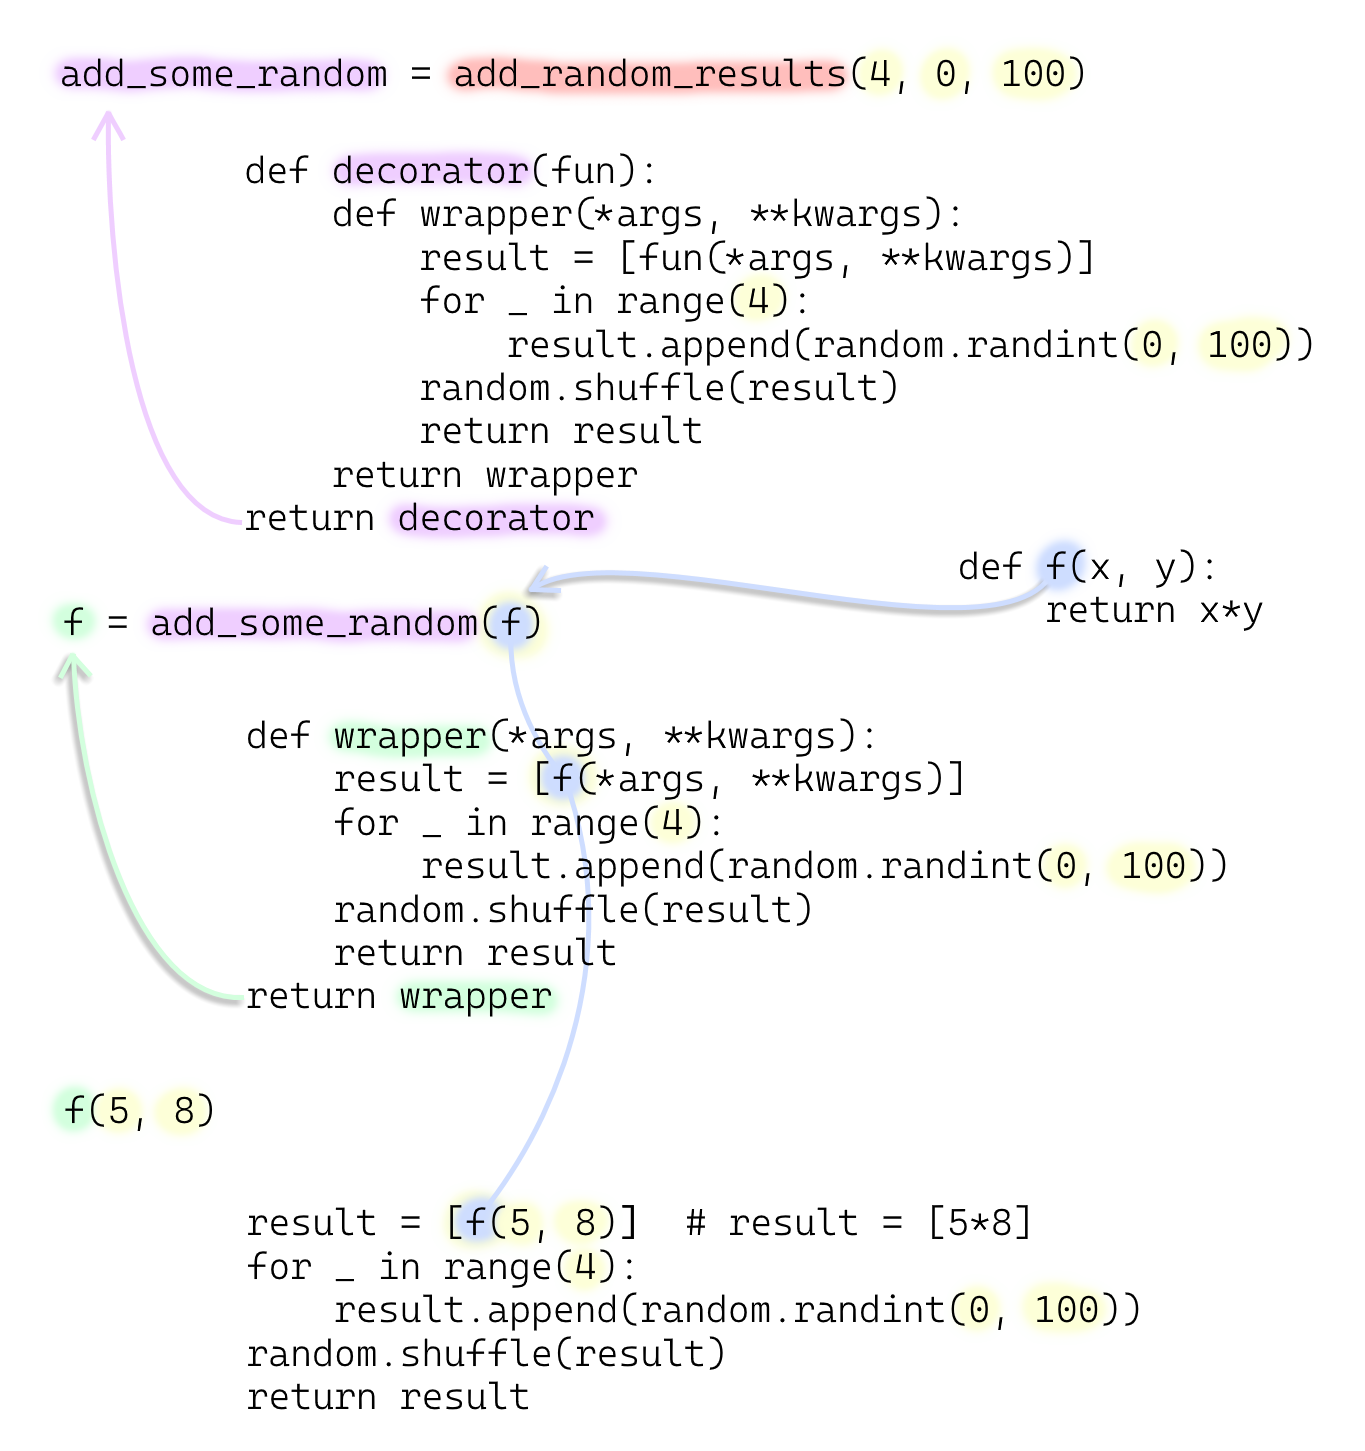 add_some_random = add_random_results(4, 0, 100)
def decorator(fun):
    def wrapper(*args, **kwargs):
        result = [fun(*args, **kwargs)]
        for _ in range(4):
            result.append(random.randint(0, 100))
        random.shuffle(result)
        return result
    return wrapper
return decorator
def f(x, y):
    return x*y
f = add_some_random(f)
def wrapper(*args, **kwargs):
    result = [f(*args, **kwargs)]
    for _ in range(4):
        result.append(random.randint(0, 100))
    random.shuffle(result)
    return result
return wrapper
f(5, 8)
result = [f(5, 8)]  # result = [5*8]
for _ in range(4):
    result.append(random.randint(0, 100))
random.shuffle(result)
return result